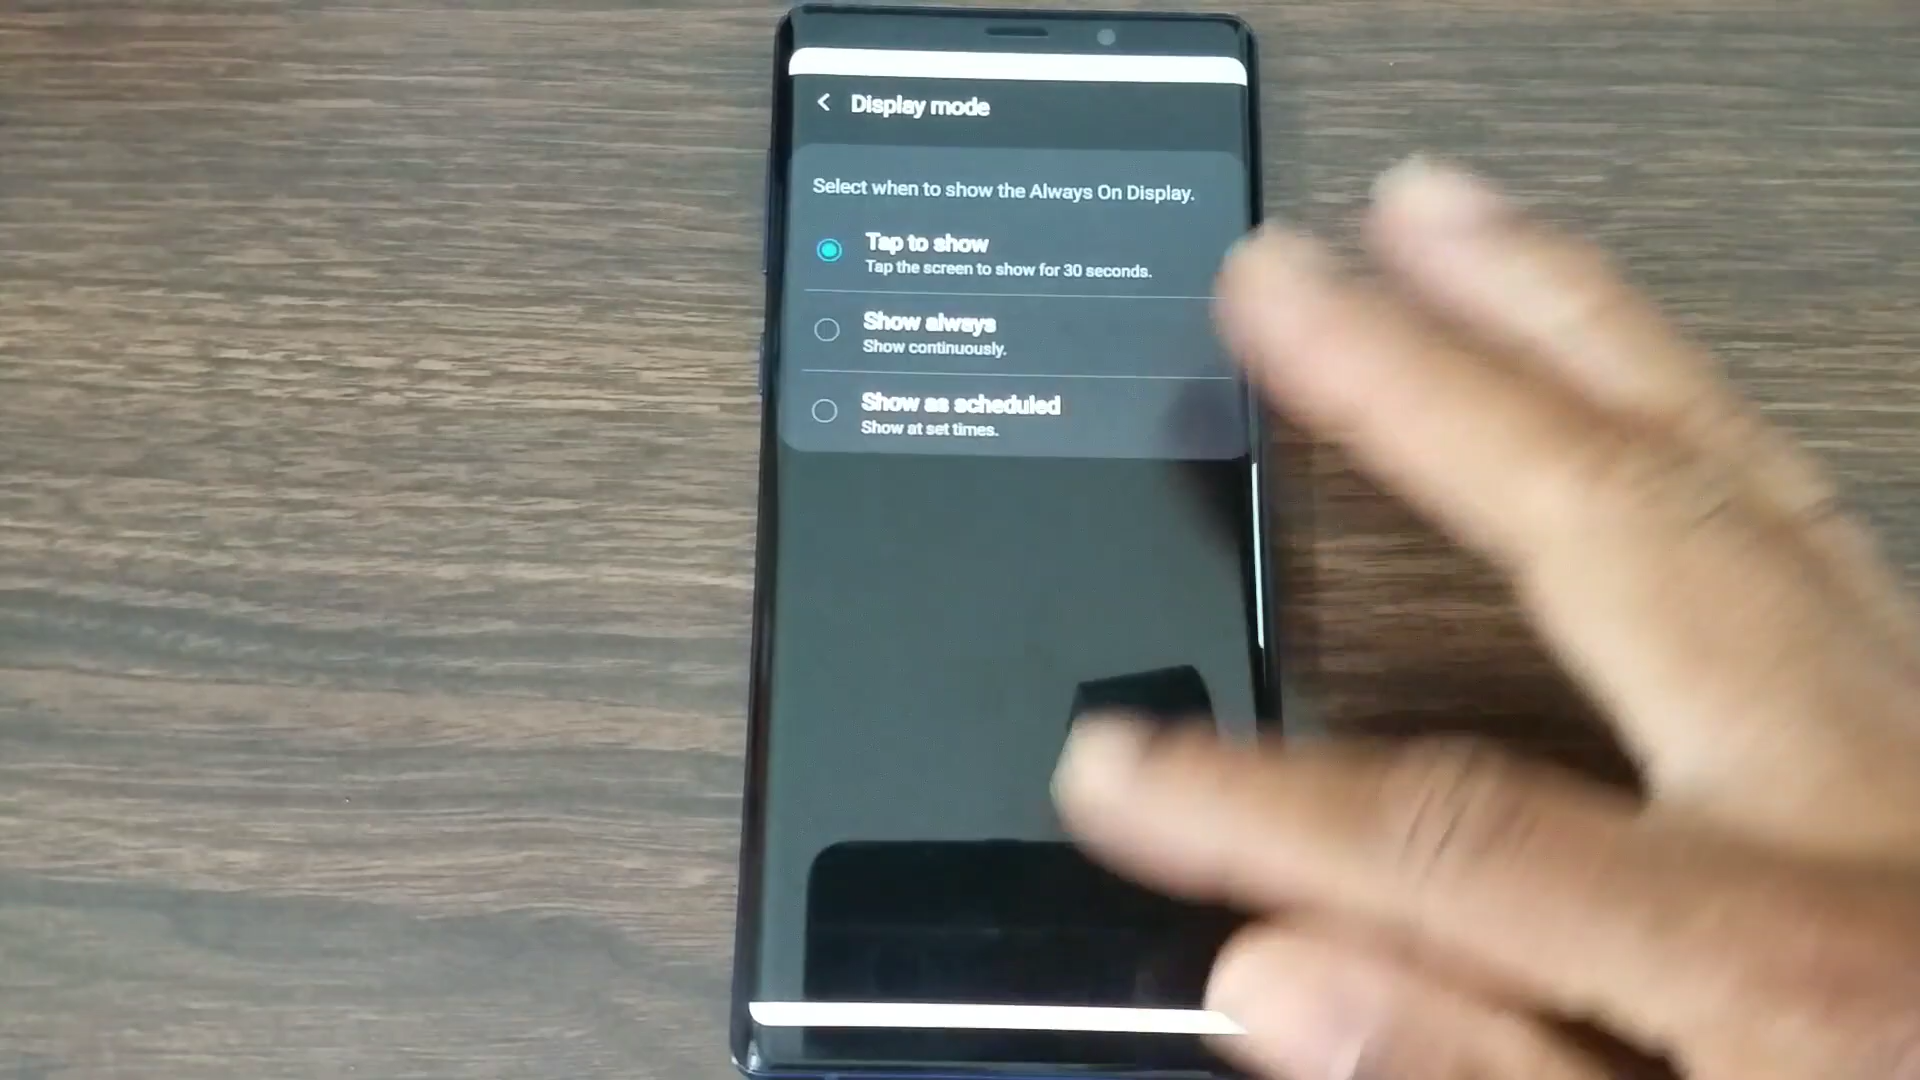 Display mode
Select when to show the Always On Display.
Tap to show
Tap the screen to show for 30 seconds.
Show always
Show continuously.
Show as scheduled
Show at set times.